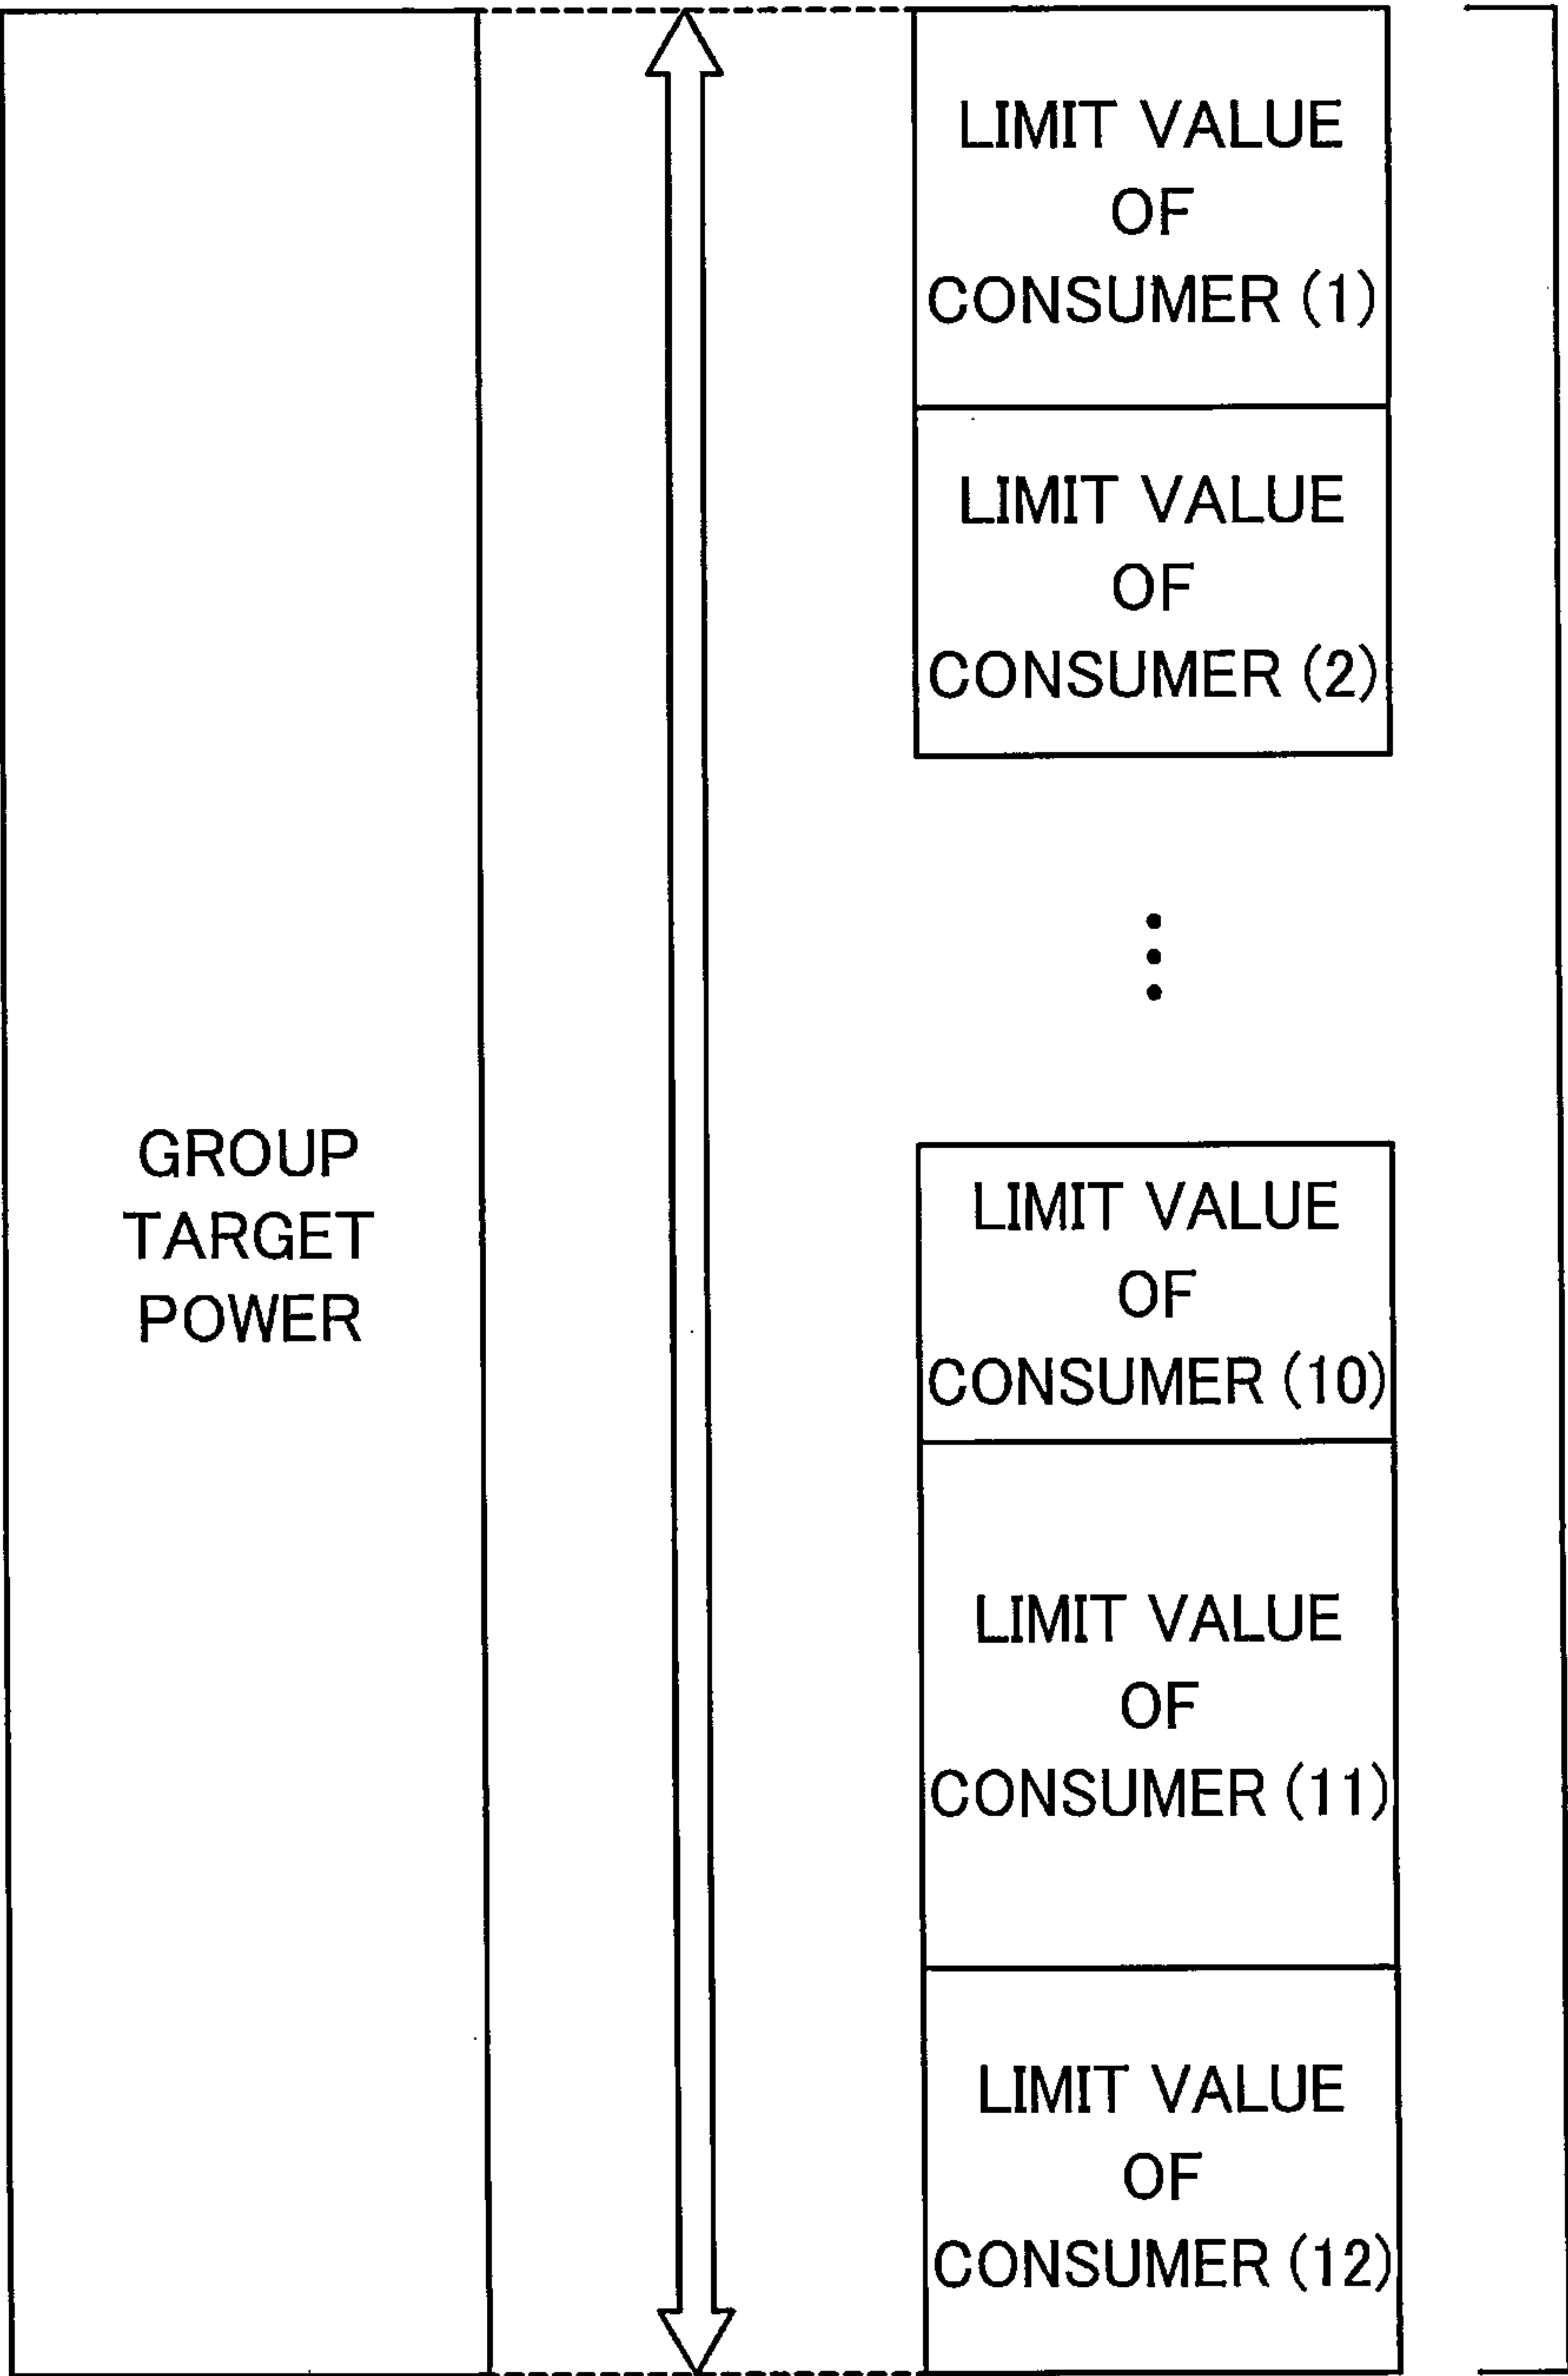 GROUP
TARGET
POWER
LIMIT VALUE
OF
CONSUMER (1)
LIMIT VALUE
OF
CONSUMER (2)
LIMIT VALUE
OF
CONSUMER (10)
LIMIT VALUE
OF
CONSUMER (11)
LIMIT VALUE
OF
CONSUMER (12)